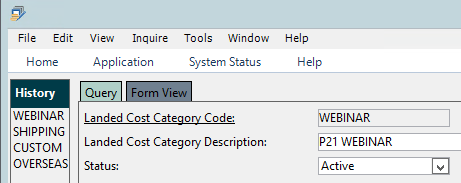 File Edit View Inquire Tools Window Help
Home Application System Status Help
History
WEBINAR
SHIPPING
CUSTOM
OVERSEAS
Query Form View
Landed Cost Category Code: WEBINAR
Landed Cost Category Description: P21 WEBINAR
Status: Active